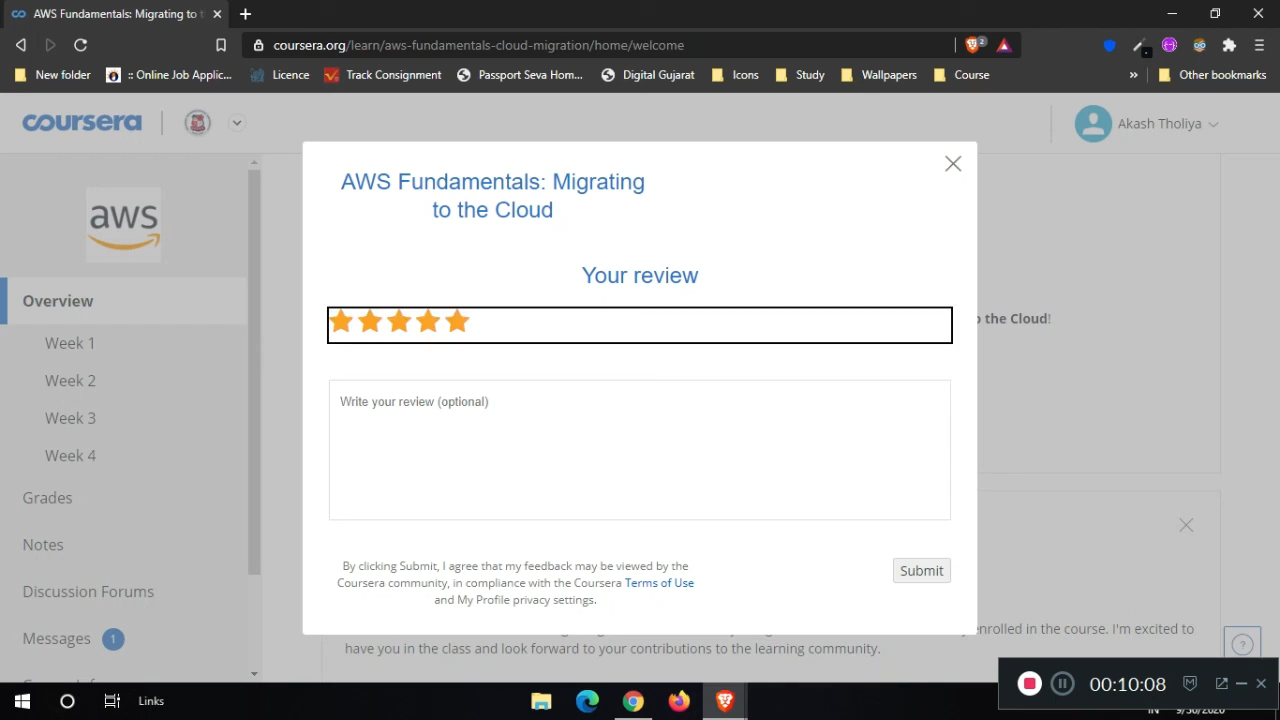 AWS Fundamentals: Migrating to t
coursera.org/learn/aws-fundamentals-cloud-migration/home/welcome
2
New folder
:: Online Job Applic...
Licence
Track Consignment
Passport Seva Hom...
Digital Gujarat
Icons
Study
Wallpapers
Course
»
Other bookmarks
coursera
Akash Tholiya
aws
Overview
Week 1
Week 2
Week 3
Week 4
Grades
Notes
Discussion Forums
Messages 1
AWS Fundamentals: Migrating
to the Cloud
Your review
Write your review (optional)
By clicking Submit, I agree that my feedback may be viewed by the
Coursera community, in compliance with the Coursera Terms of Use
and My Profile privacy settings.
Submit
the Cloud!
enrolled in the course. I'm excited to
have you in the class and look forward to your contributions to the learning community.
?
00:10:08
Links
IN 9/30/2020